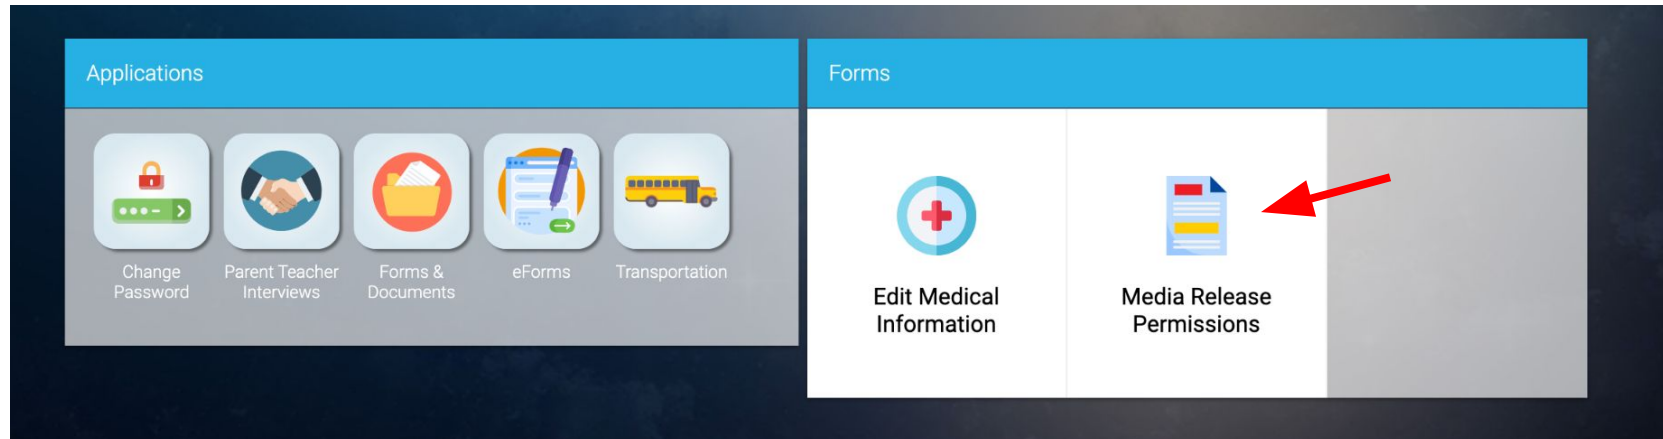 Applications
Change
Password
Parent Teacher
Interviews
Forms &
Documents
eForms
Transportation
Forms
Edit Medical
Information
Media Release
Permissions